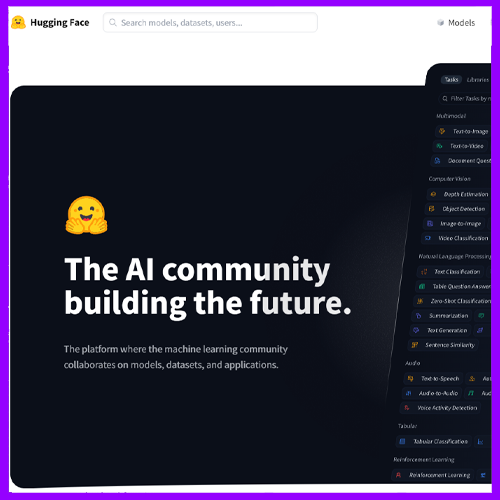 Hugging Face
Search models, datasets, users...
Models
Tasks
Libraries
Filter Tasks by
Multimodal
Text-to-Image
Text-to-Video
Document
Computer Vision
Depth Estimation
Object Detection
Image-to-Image
Video Classification
Natural Language Processing
Text Classification
Table Question Answer
Zero-Shot Classification
Summarization
Text Generation
Sentence Similarity
Audio
Text-to-Speech
Audio-to-Audio
Voice Activity Detection
Tabular
Tabular Classification
Reinforcement Learning
Reinforcement Learning
The AI community
building the future.
The platform where the machine learning community
collaborates on models, datasets, and applications.